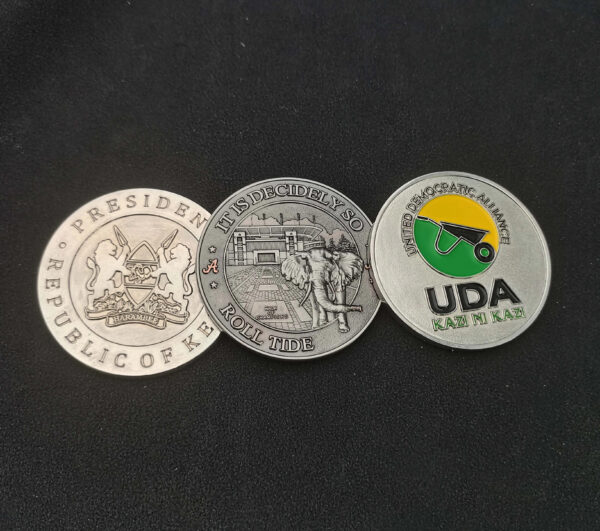 PRESIDEN
REPUBLIC OF KE
HARAMBEE
IT IS DECIDELY SO
A
ROLL TIDE
UNITED DEMOCRATIC ALLIANCE
UDA
KAZI NI KAZI